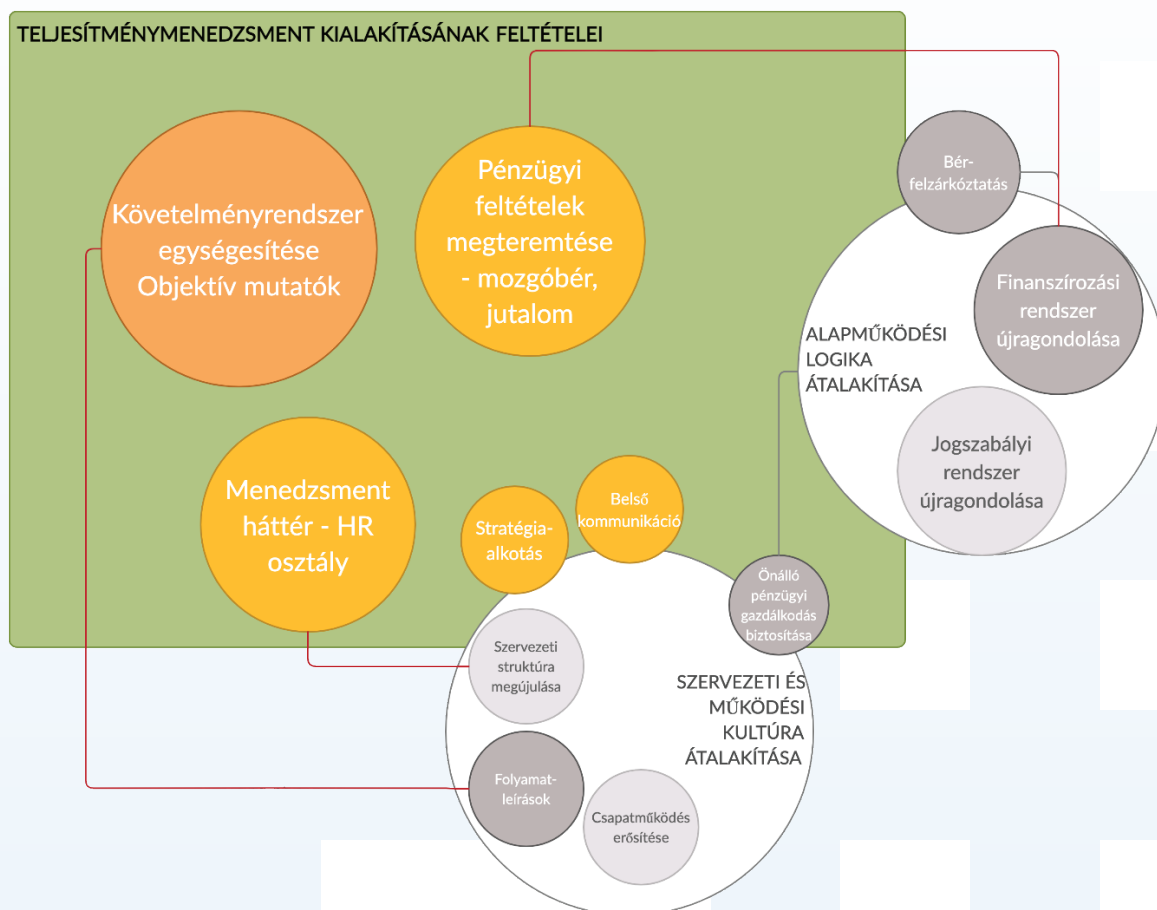 TELJESÍTMÉNYMENEDZSMENT KIALAKÍTÁSÁNAK FELTÉTELEI
Követelményrendszer
egységesítése
Objektív mutatók
Pénzügyi
feltételek
megteremtése
- mozgóbér,
jutalom
Bér-
felzárkóztatás
Finanszírozási
rendszer
újragondolása
ALAPMŰKÖDÉSI
LOGIKA
ÁTALAKÍTÁSA
Jogszabályi
rendszer
újragondolása
Menedzsment
háttér - HR
osztály
Stratégia-
alkotás
Belső
kommunikáció
Önálló
pénzügyi
gazdálkodás
biztosítása
Szervezeti
struktúra
megújulása
SZERVEZETI ÉS
MŰKÖDÉSI
KULTÚRA
ÁTALAKÍTÁSA
Folyamat-
leírások
Csapatműködés
erősítése